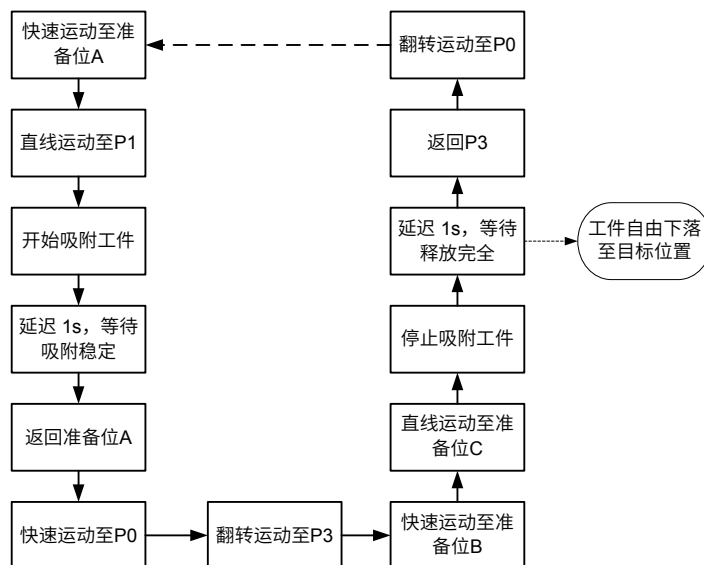 快速运动至准
备位A
直线运动至P1
开始吸附工件
延迟 1s，等待
吸附稳定
返回准备位A
快速运动至P0
翻转运动至P3
快速运动至准
备位B
直线运动至准
备位C
停止吸附工件
延迟 1s，等待
释放完全
工件自由下落
至目标位置
返回P3
翻转运动至P0